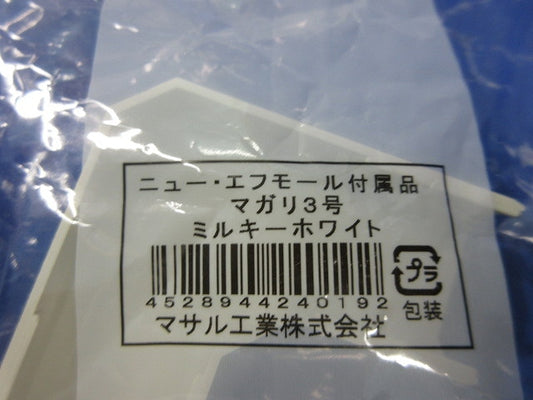 ニュー・エフモール付属品
マガリ3号
ミルキーホワイト
4528944240192
プラ
包装
マサル工業株式会社